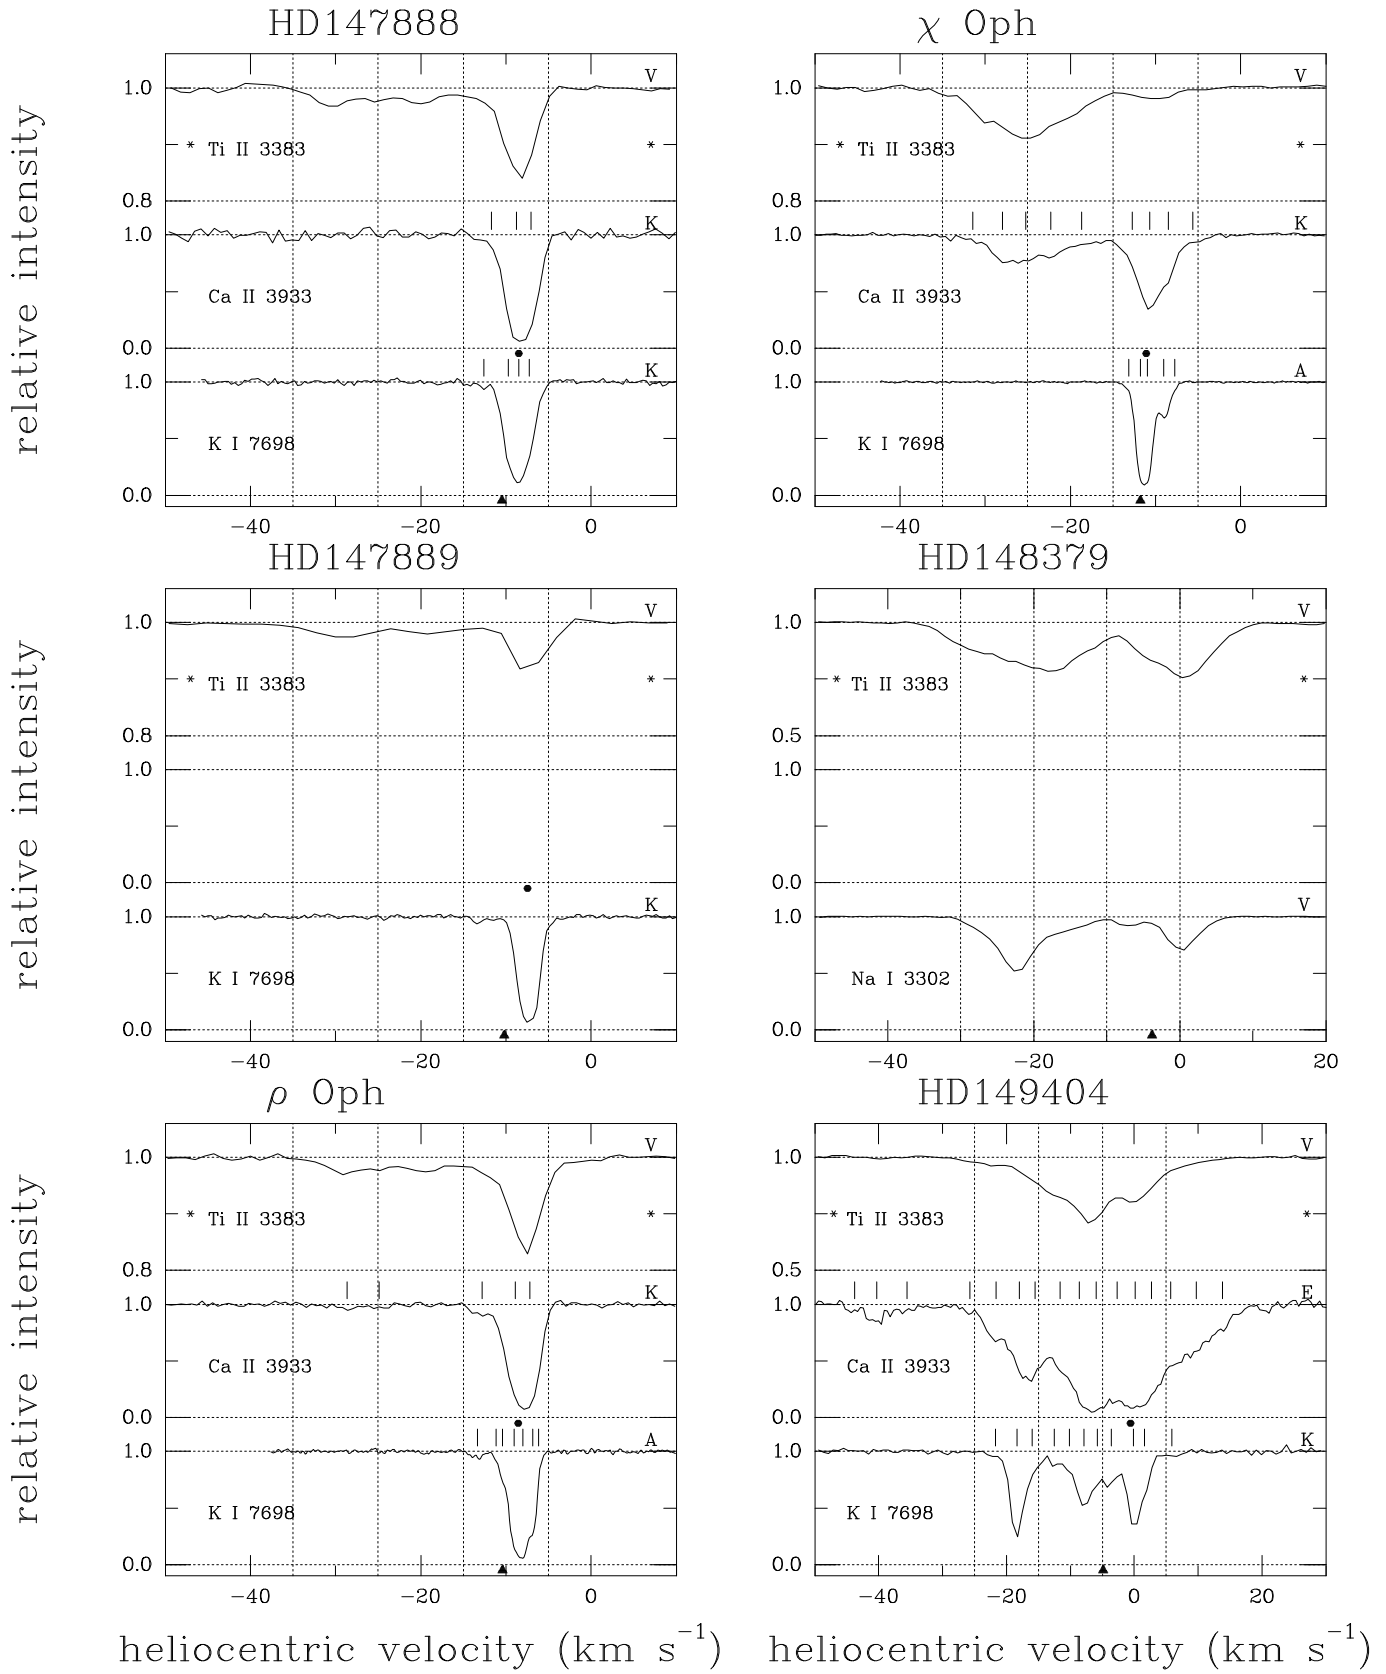 HD147888
relative intensity
1.0
V
* Ti II 3383 *
0.8
K
1.0
Ca II 3933
0.0
K
1.0
K I 7698
0.0
−40 −20 0
χ Oph
1.0
V
* Ti II 3383 *
0.8
K
1.0
Ca II 3933
0.0
A
1.0
K I 7698
0.0
−40 −20 0
HD147889
relative intensity
1.0
V
* Ti II 3383 *
0.8
1.0
0.0
K
1.0
K I 7698
0.0
−40 −20 0
HD148379
1.0
V
* Ti II 3383 *
0.5
1.0
0.0
V
1.0
Na I 3302
0.0
−40 −20 0 20
ρ Oph
relative intensity
1.0
V
* Ti II 3383 *
0.8
K
1.0
Ca II 3933
0.0
A
1.0
K I 7698
0.0
−40 −20 0
heliocentric velocity (km s−1)
HD149404
1.0
V
* Ti II 3383 *
0.5
E
1.0
Ca II 3933
0.0
K
1.0
K I 7698
0.0
−40 −20 0 20
heliocentric velocity (km s−1)